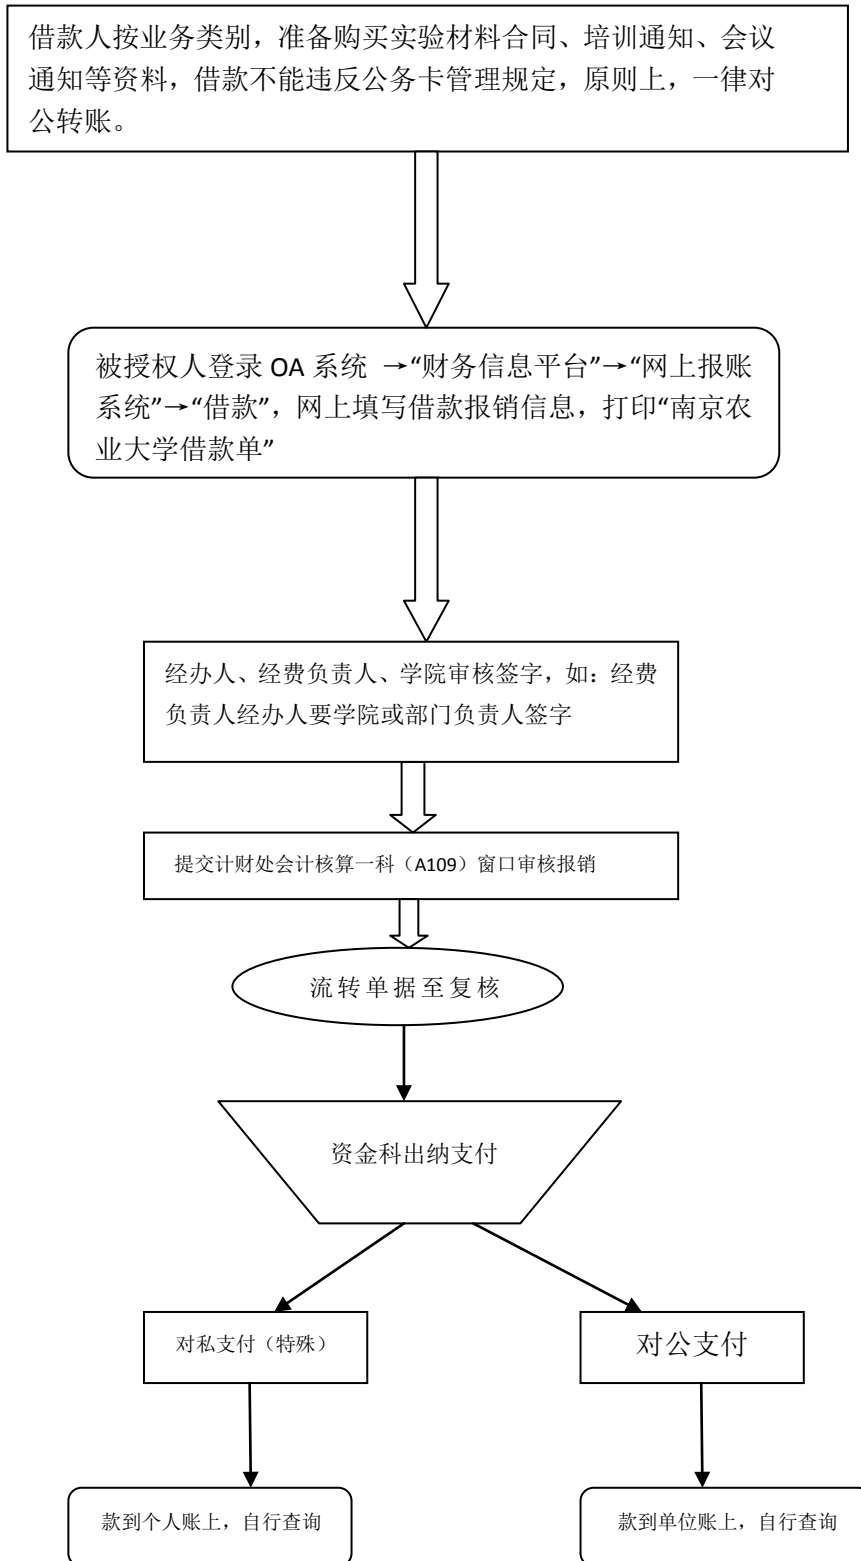 借款人按业务类别，准备购买实验材料合同、培训通知、会议
通知等资料，借款不能违反公务卡管理规定，原则上，一律对
公转账。
被授权人登录 OA 系统 →“财务信息平台”→“网上报账
系统”→“借款”，网上填写借款报销信息，打印“南京农
业大学借款单”
经办人、经费负责人、学院审核签字，如：经费
负责人经办人要学院或部门负责人签字
提交计财处会计核算一科（A109）窗口审核报销
流转单据至复核
资金科出纳支付
对私支付（特殊）
对公支付
款到个人账上，自行查询
款到单位账上，自行查询